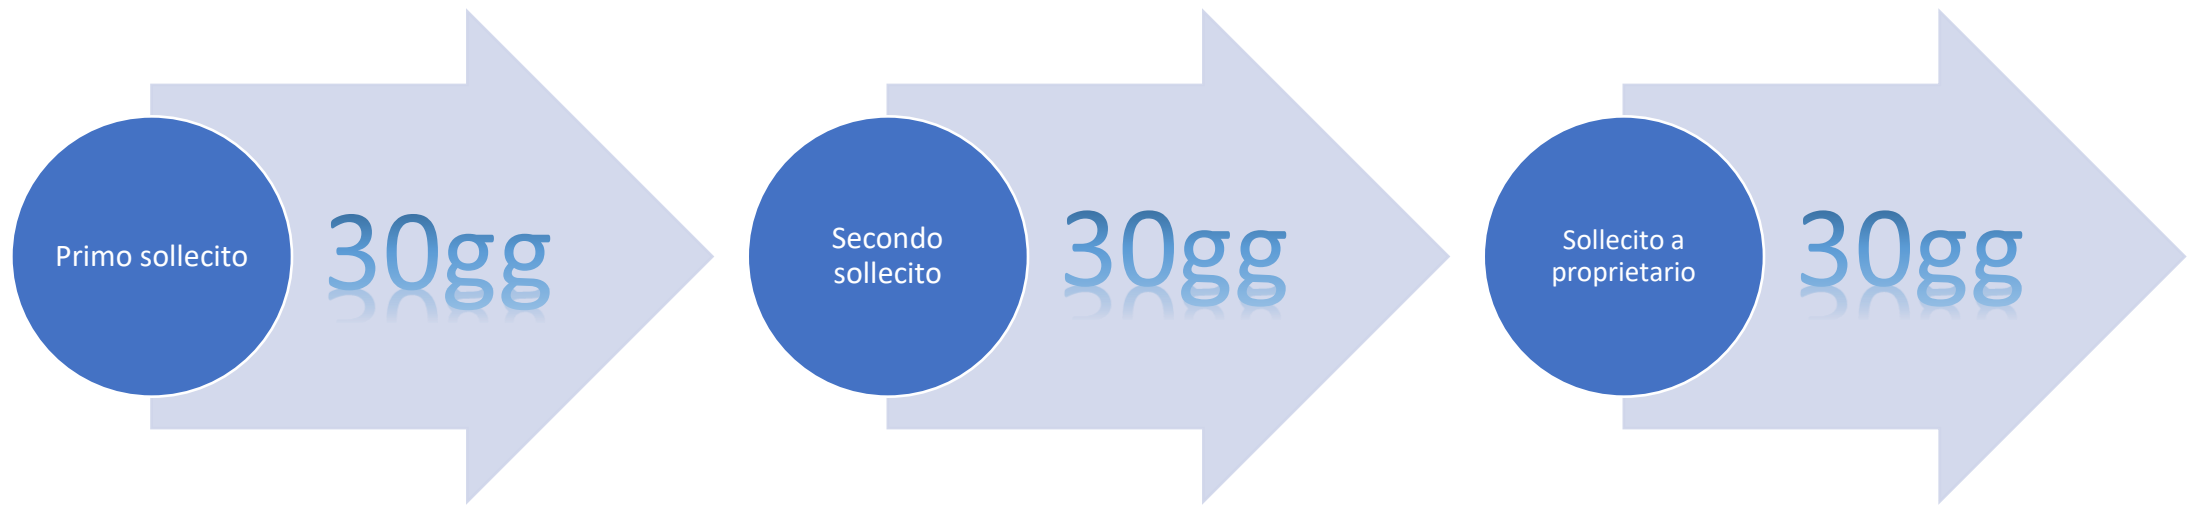 Primo sollecito
30gg
Secondo
sollecito
30gg
Sollecito a
proprietario
30gg